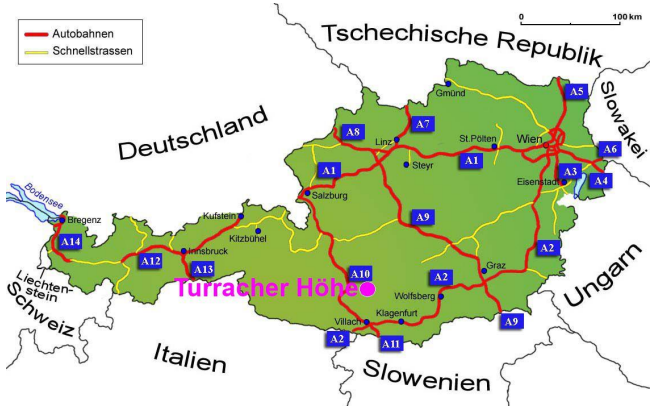 Autobahnen
Schnellstrassen
100 km
Tschechische Republik
Slowakei
Deutschland
Gmünd
A5
A8
A7
Linz
St.Pölten
Wien
A6
A1
Steyr
A1
A3
A4
Eisenstadt
Salzburg
Bodensee
Bregenz
Kufstein
Kitzbühel
A9
A14
A12
Innsbruck
A13
A10
A2
Graz
A2
Turracher Höhe
Wolfsberg
Liechten-
stein
Schweiz
Ungarn
Villach
Klagenfurt
A9
A2
A11
Italien
Slowenien